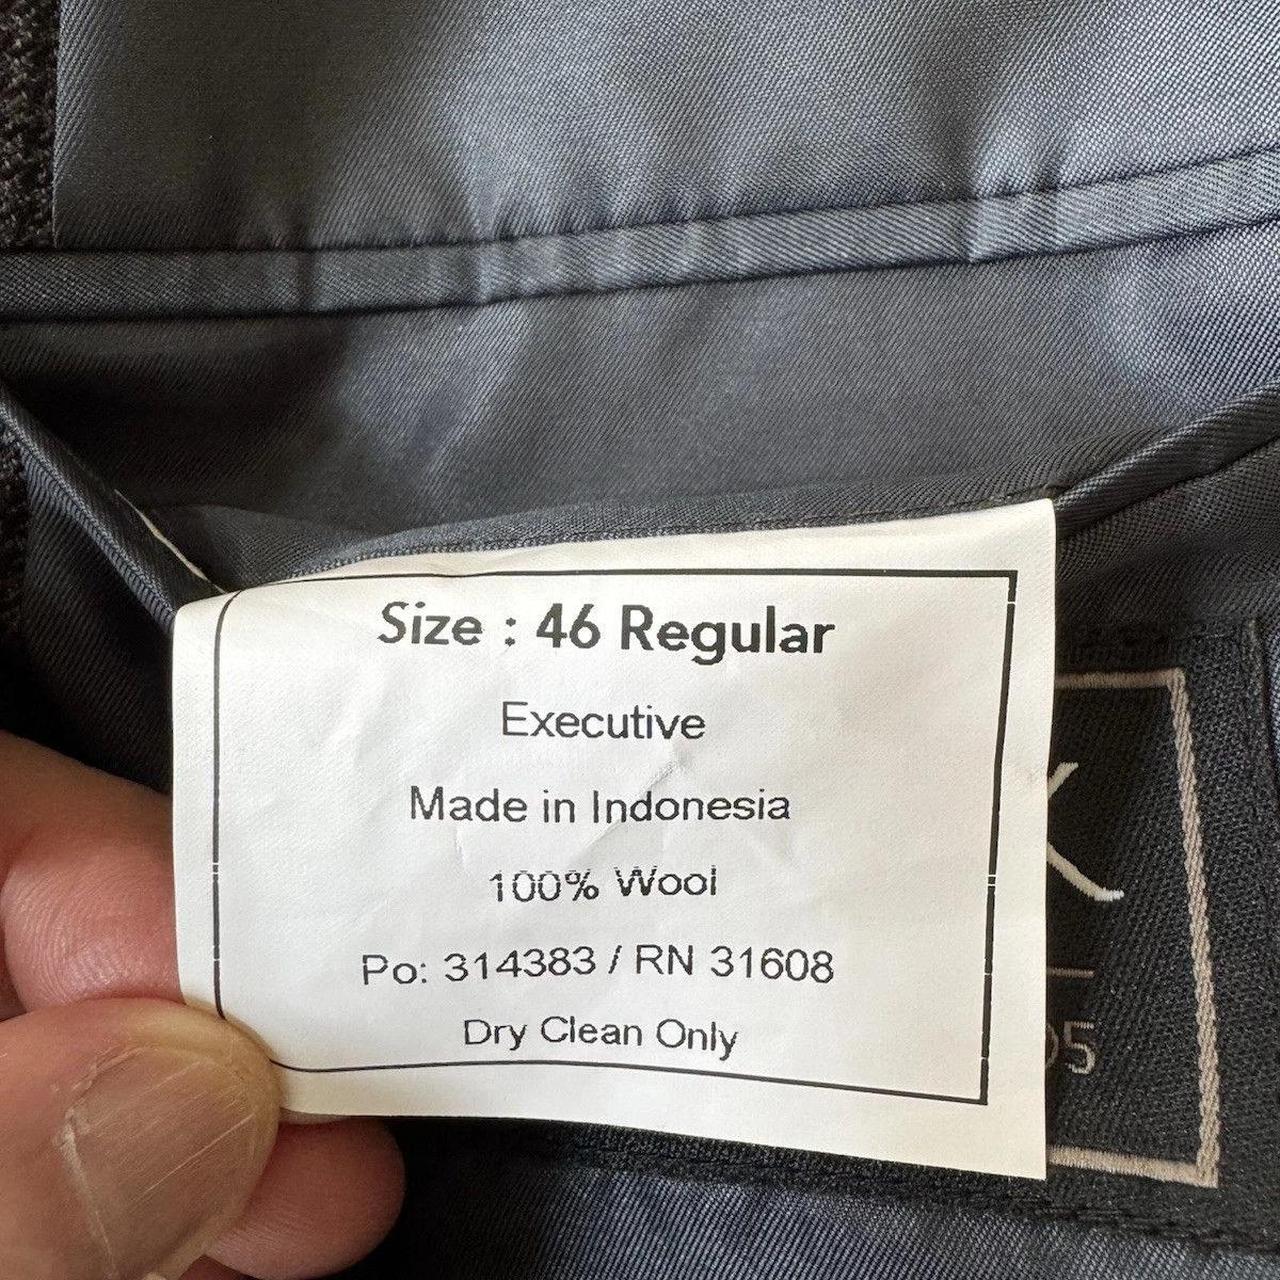 Size : 46 Regular
Executive
Made in Indonesia
100% Wool
Po: 314383 / RN 31608
Dry Clean Only